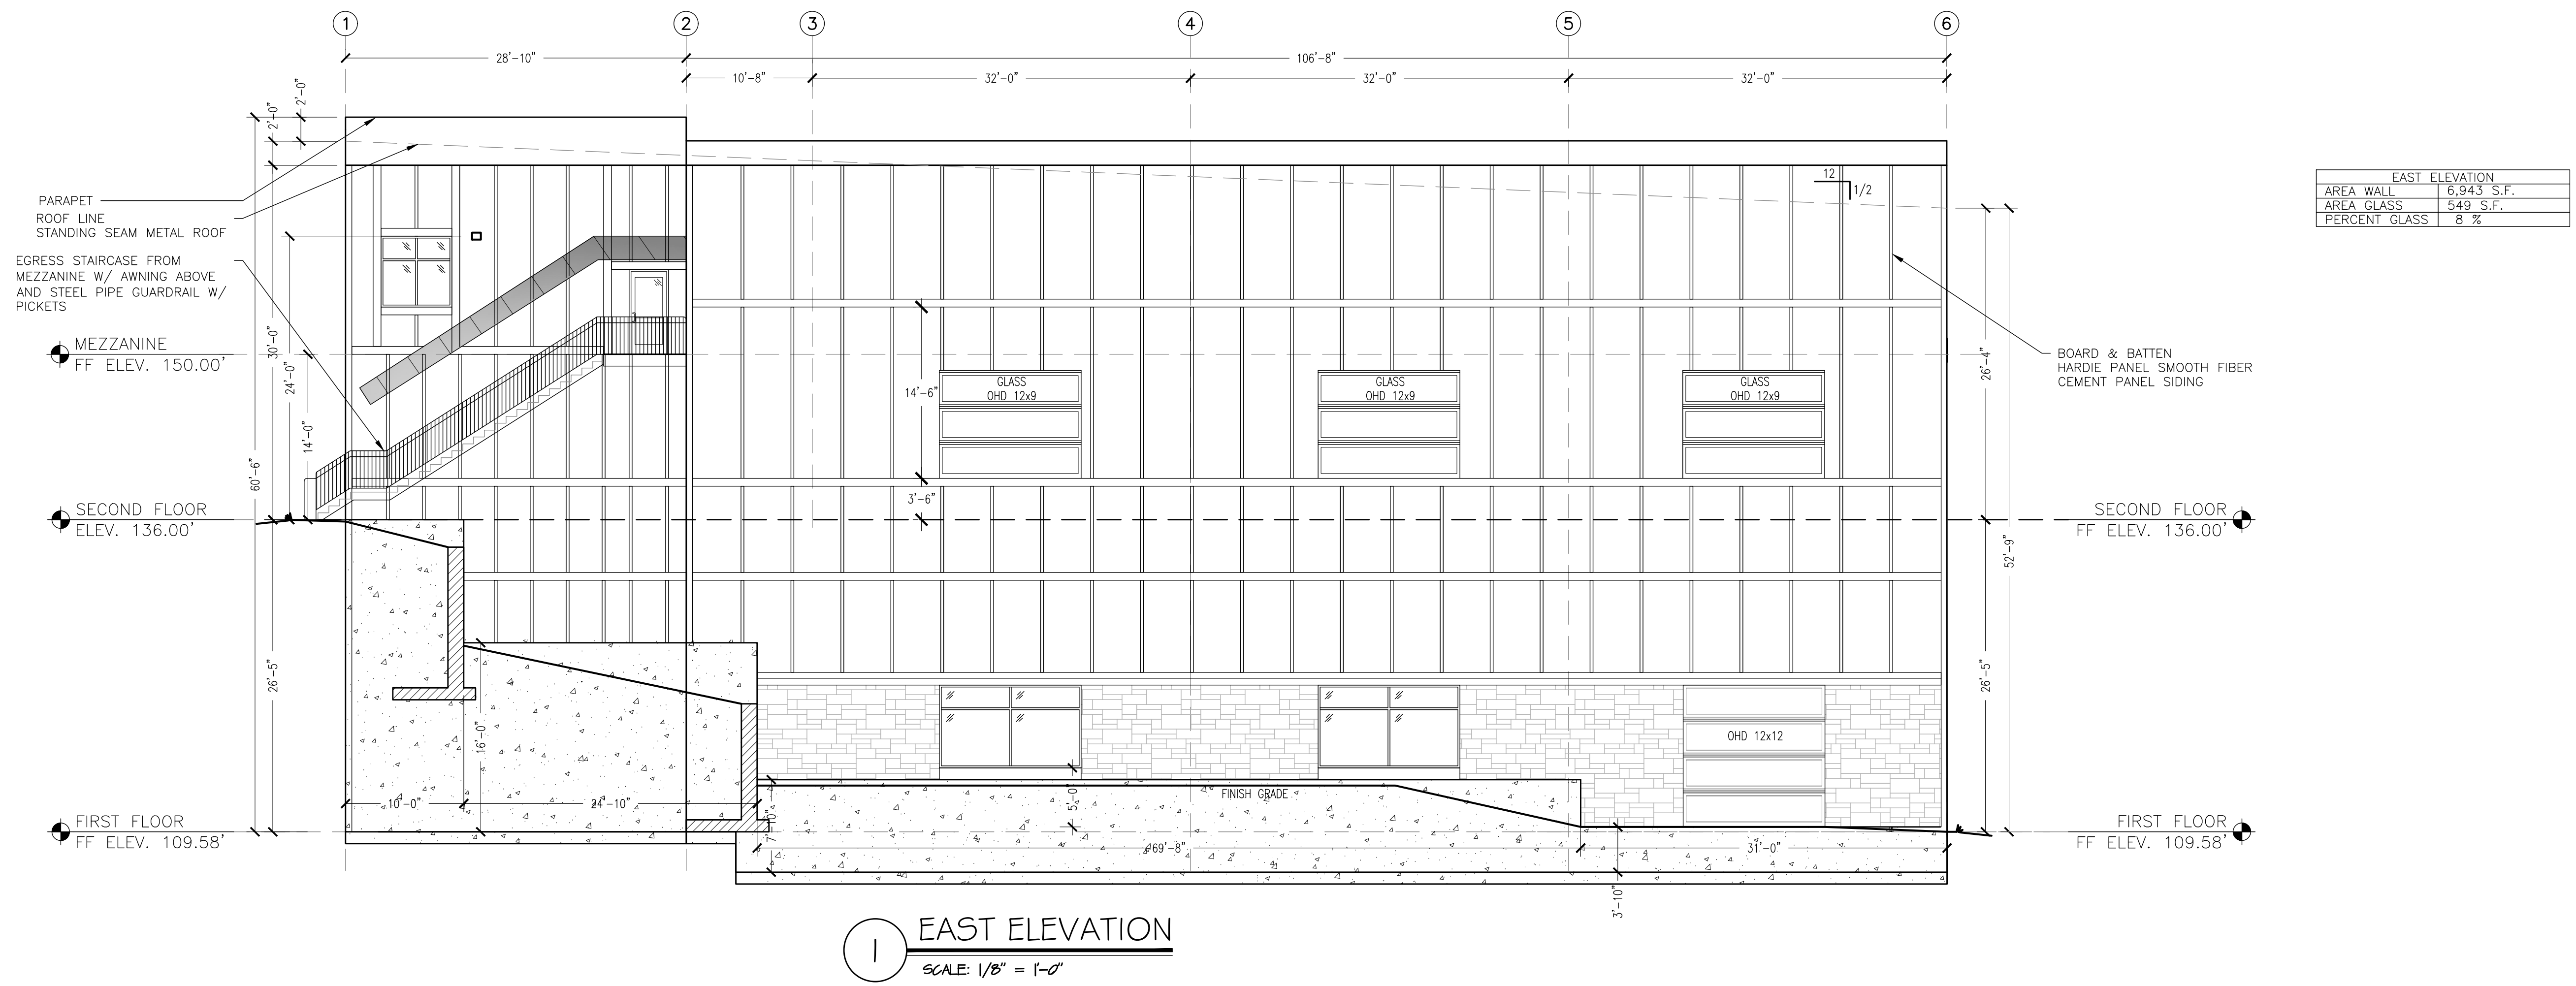 1
2
3
4
5
6
28'-10"
106'-8"
10'-8"
32'-0"
32'-0"
32'-0"
2'-0"
2'-0"
PARAPET
ROOF LINE
STANDING SEAM METAL ROOF
EGRESS STAIRCASE FROM
MEZZANINE W/ AWNING ABOVE
AND STEEL PIPE GUARDRAIL W/
PICKETS
MEZZANINE
FF ELEV. 150.00'
SECOND FLOOR
ELEV. 136.00'
FIRST FLOOR
FF ELEV. 109.58'
60'-6"
30'-0"
24'-0"
14'-0"
26'-5"
14'-6"
3'-6"
GLASS
OHD 12x9
GLASS
OHD 12x9
GLASS
OHD 12x9
12
1/2
26'-4"
52'-9"
26'-5"
BOARD & BATTEN
HARDIE PANEL SMOOTH FIBER
CEMENT PANEL SIDING
SECOND FLOOR
FF ELEV. 136.00'
FIRST FLOOR
FF ELEV. 109.58'
16'-0"
10'-0"
24'-10"
OHD 12x12
FINISH GRADE
5'-0"
7'-10"
69'-8"
31'-0"
3'-10"
EAST ELEVATION
AREA WALL 6,943 S.F.
AREA GLASS 549 S.F.
PERCENT GLASS 8 %
1
EAST ELEVATION
SCALE: 1/8" = 1'-0"